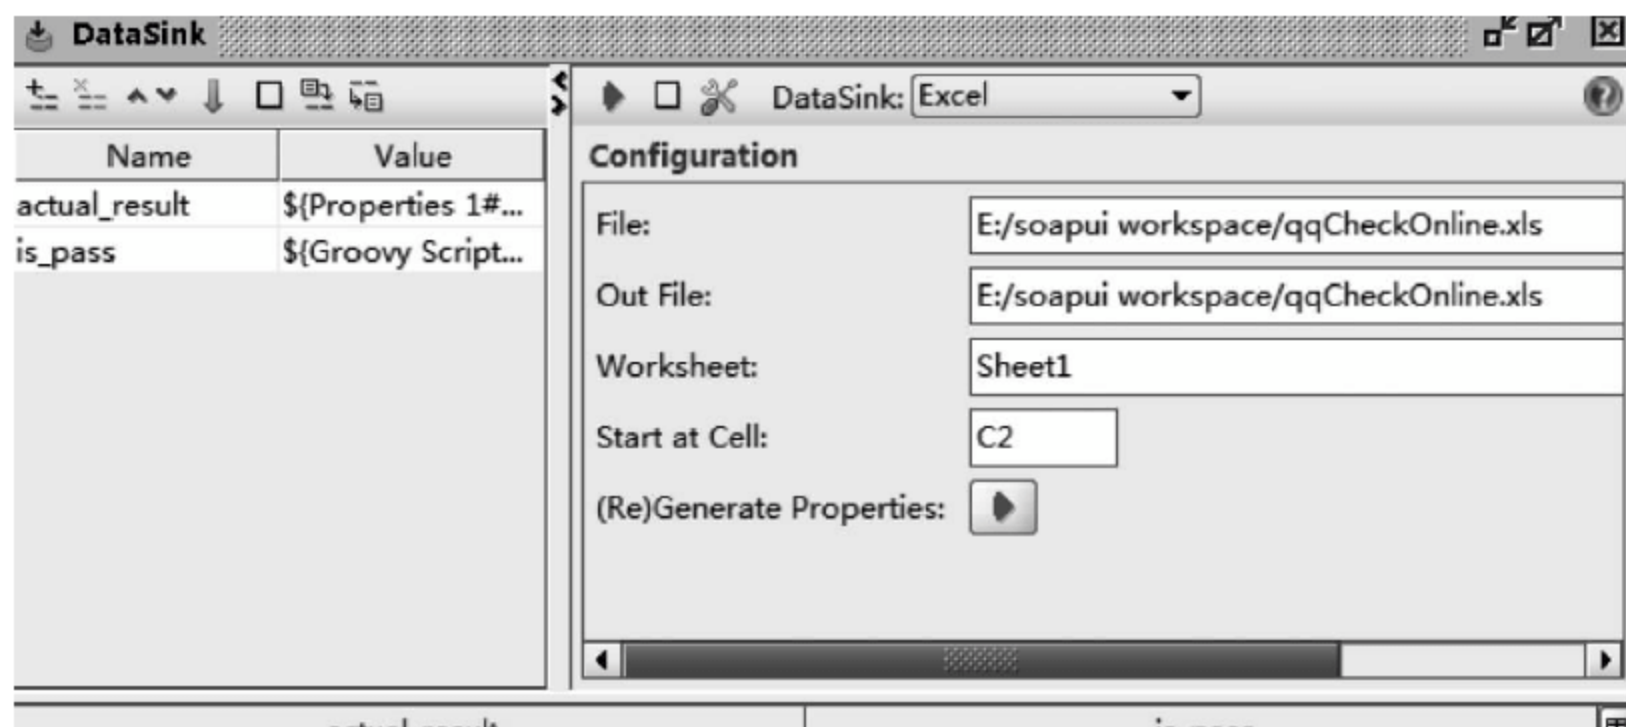 DataSink
DataSink: Excel
Name Value
actual_result ${Properties 1#...
is_pass ${Groovy Script...
Configuration
File: E:/soapui workspace/qqCheckOnline.xls
Out File: E:/soapui workspace/qqCheckOnline.xls
Worksheet: Sheet1
Start at Cell: C2
(Re)Generate Properties: